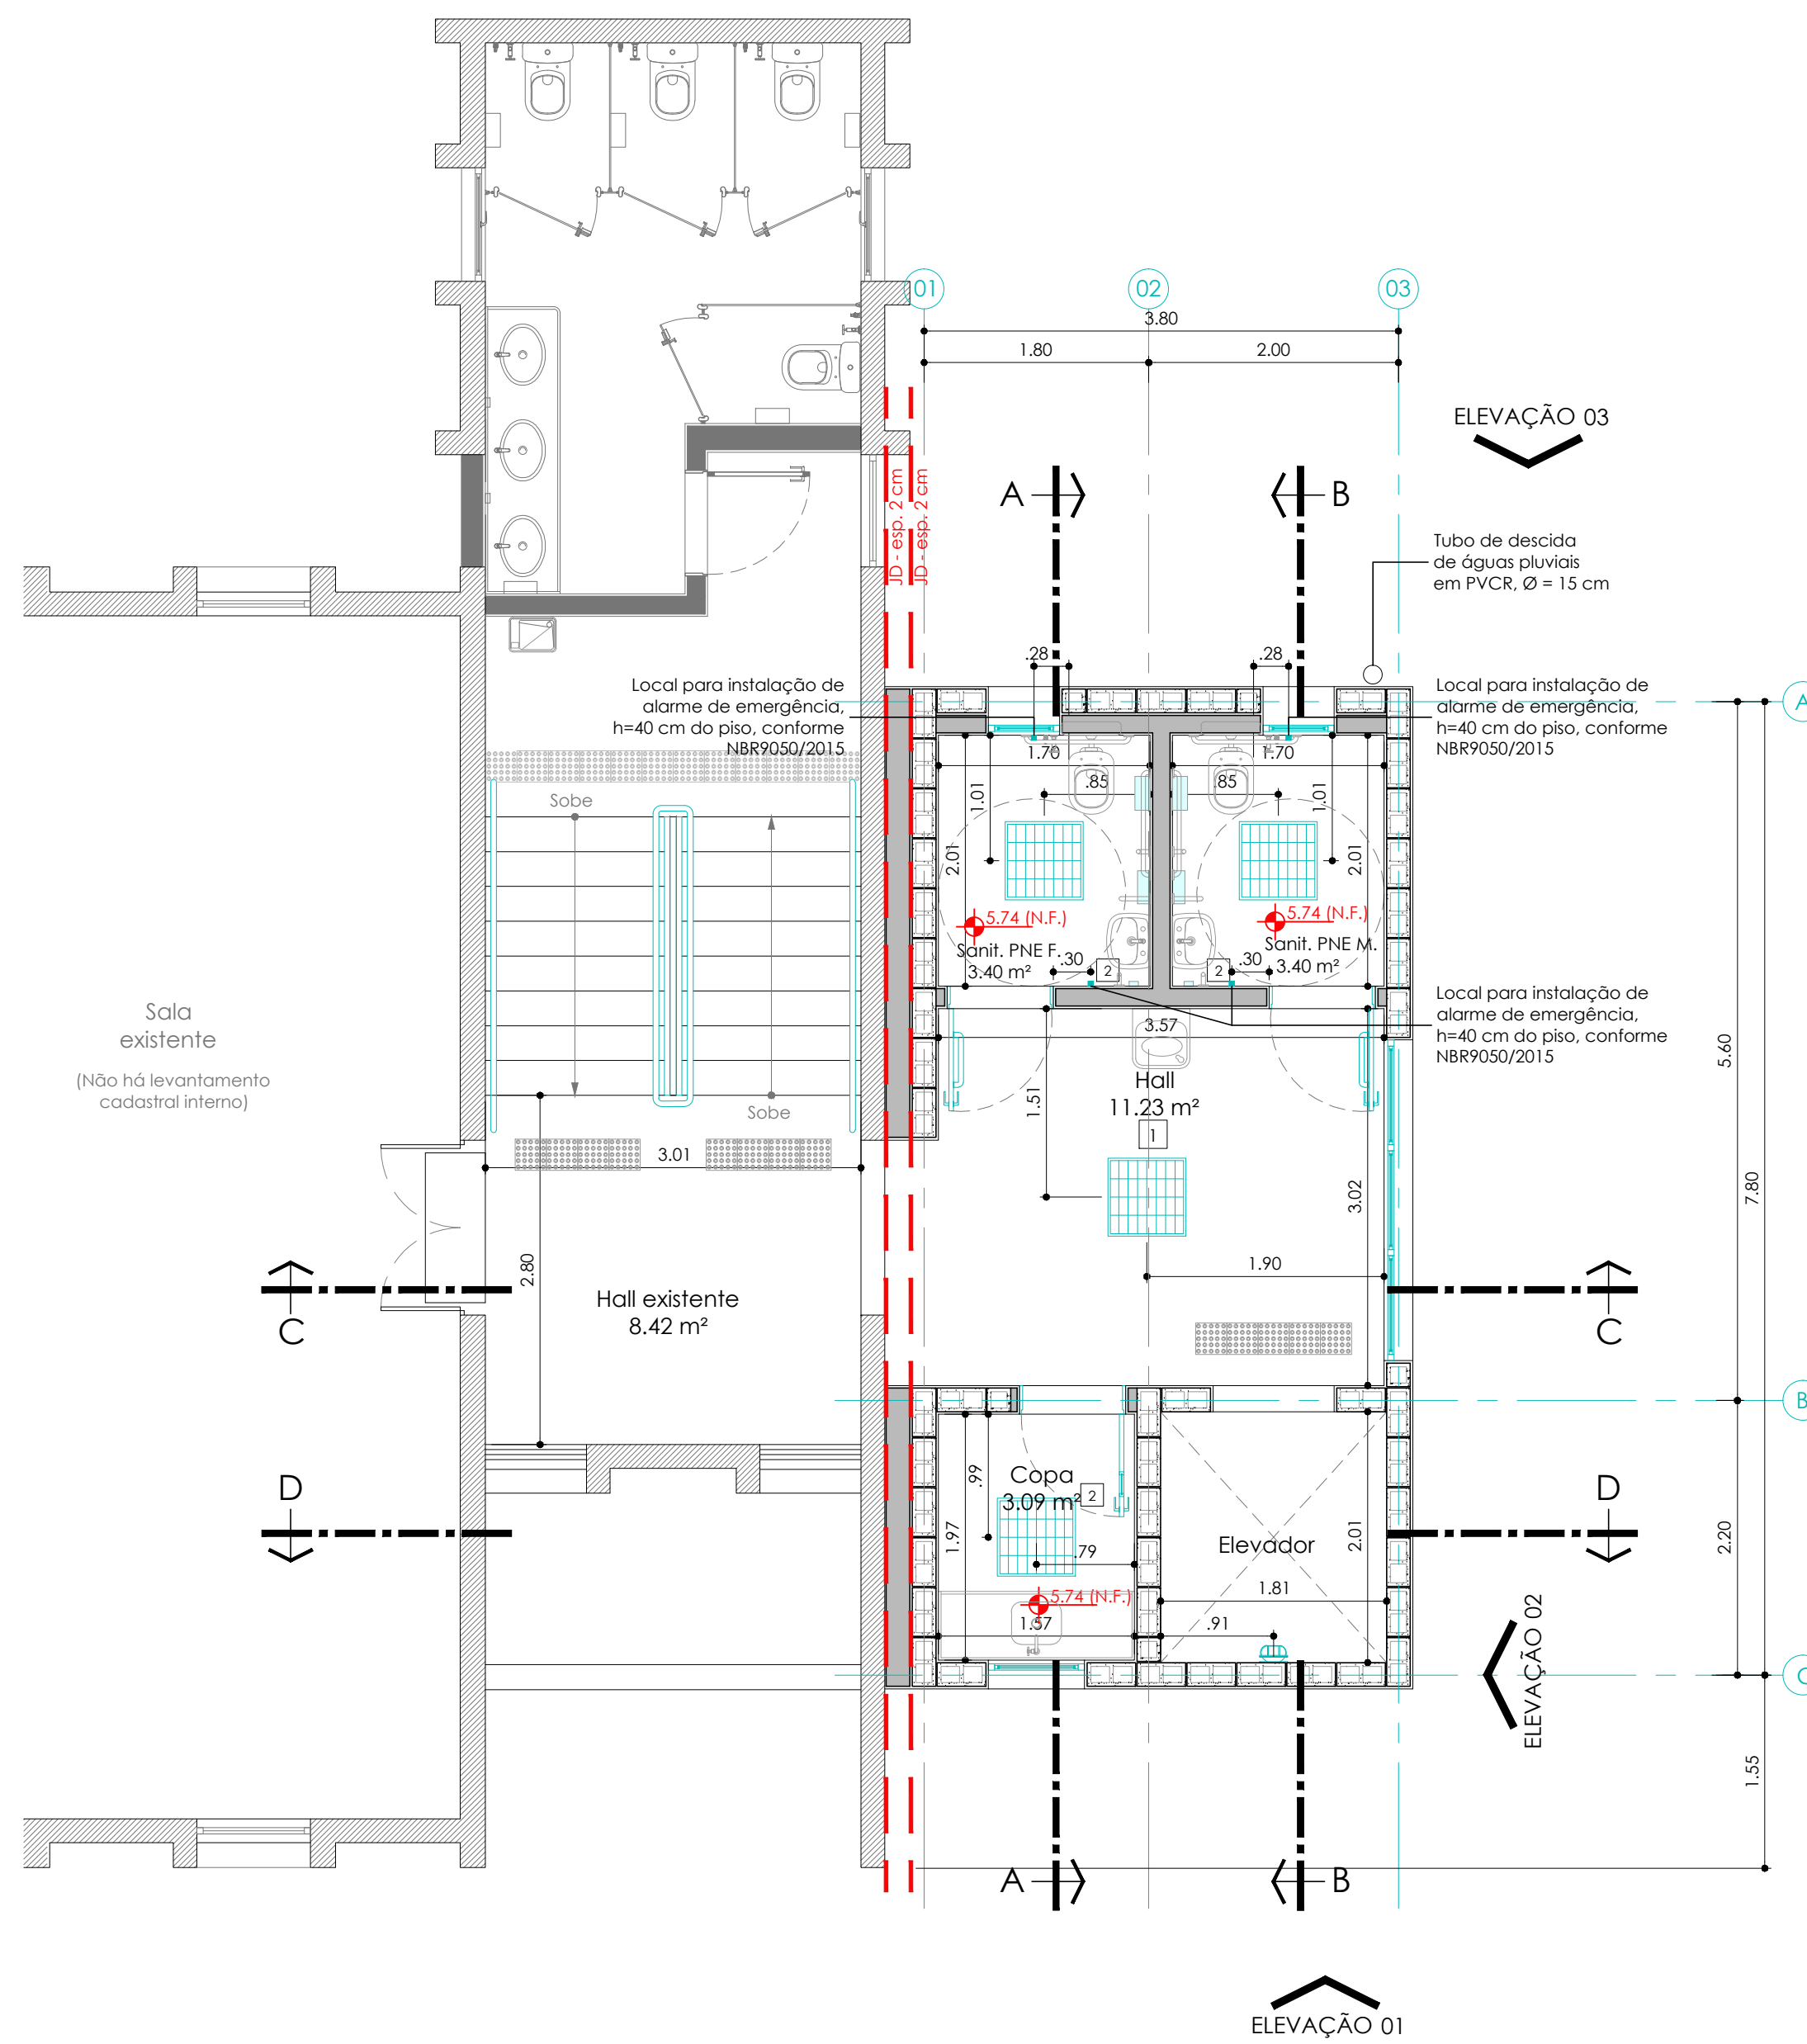 01
02
03
3.80
1.80
2.00
ELEVAÇÃO 03
A
B
JD - esp. 2 cm
JD - esp. 2 cm
Tubo de descida
de águas pluviais
em PVCR, Ø = 15 cm
.28
.28
Local para instalação de
alarme de emergência,
h=40 cm do piso, conforme
NBR9050/2015
Local para instalação de
alarme de emergência,
h=40 cm do piso, conforme
NBR9050/2015
A
1.70
1.70
.85
.85
1.01
1.01
2.01
2.01
Sobe
5.74 (N.F.)
5.74 (N.F.)
Sanit. PNE F.
3.40 m²
Sanit. PNE M.
3.40 m²
.30
2
2
.30
Local para instalação de
alarme de emergência,
h=40 cm do piso, conforme
NBR9050/2015
Sala
existente
(Não há levantamento
cadastral interno)
3.57
Hall
11.23 m²
1
1.51
Sobe
5.60
7.80
3.01
3.02
2.80
1.90
Hall existente
8.42 m²
C
C
B
D
D
.99
Copa
3.09 m²
2
1.97
.79
Elevador
2.01
2.20
1.81
5.74 (N.F.)
1.57
.91
ELEVAÇÃO 02
C
1.55
A
B
ELEVAÇÃO 01